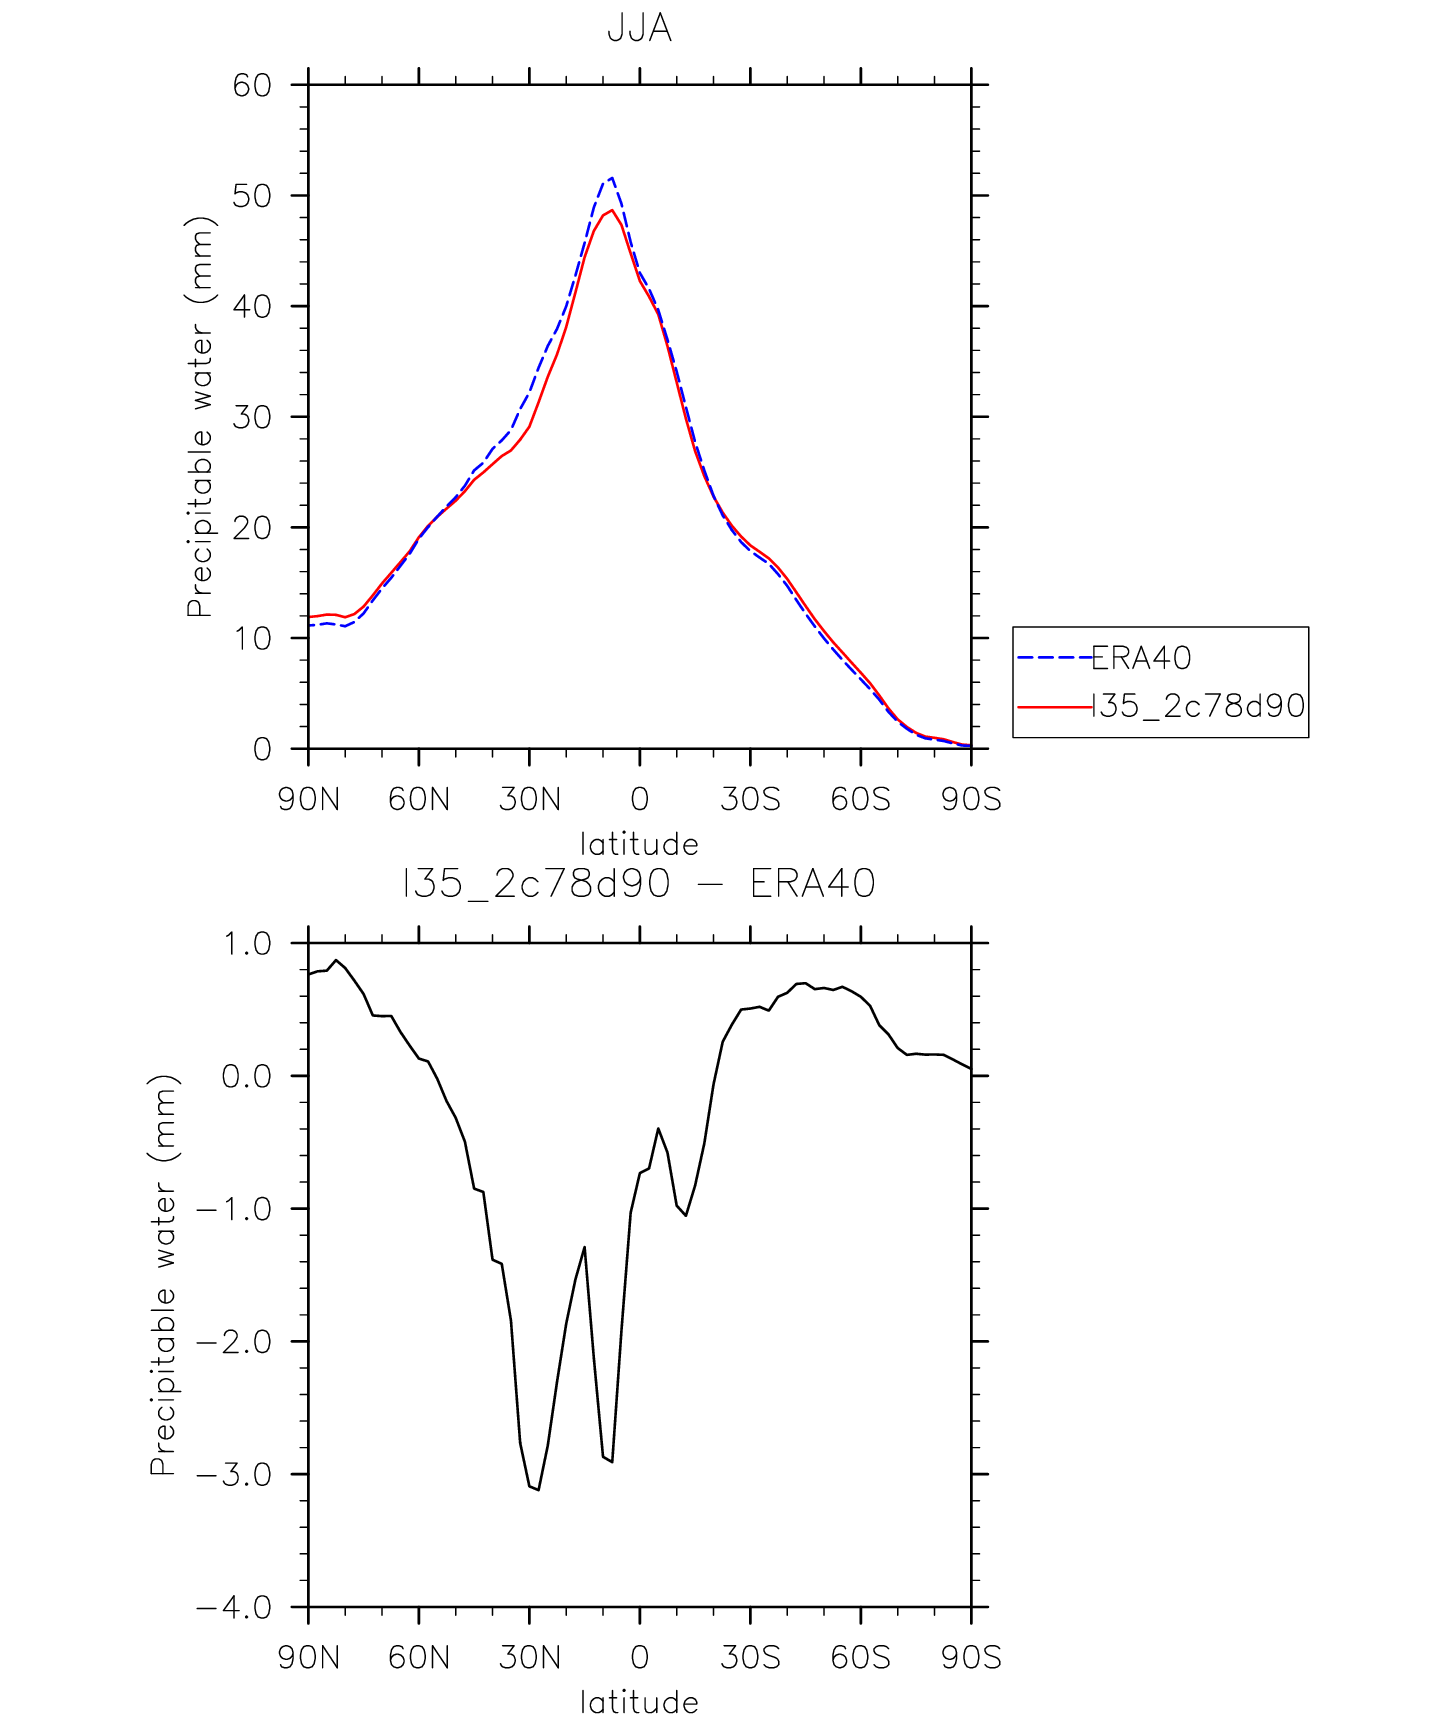 JJA
60
50
40
30
20
10
0
Precipitable water (mm)
90N 60N 30N 0 30S 60S 90S
latitude
ERA40
I35_2c78d90
I35_2c78d90 − ERA40
1.0
0.0
−1.0
−2.0
−3.0
−4.0
Precipitable water (mm)
90N 60N 30N 0 30S 60S 90S
latitude